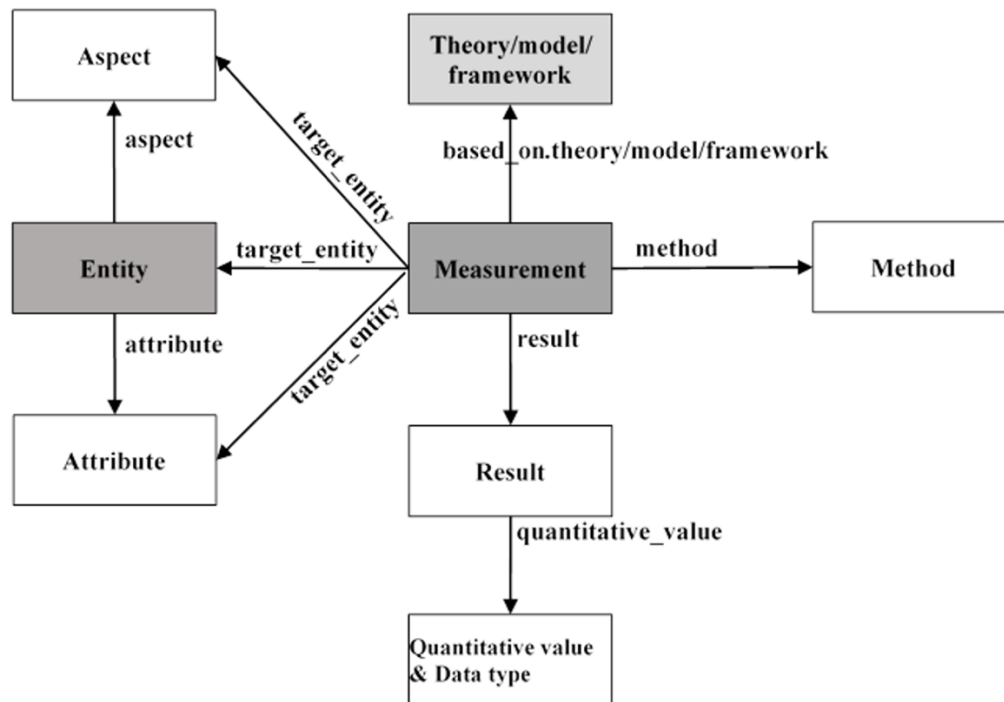 Aspect
Theory/model/
framework
aspect
target_entity
based_on.theory/model/framework
Entity
target_entity
Measurement
method
Method
attribute
target_entity
result
Attribute
Result
quantitative_value
Quantitative value
& Data type